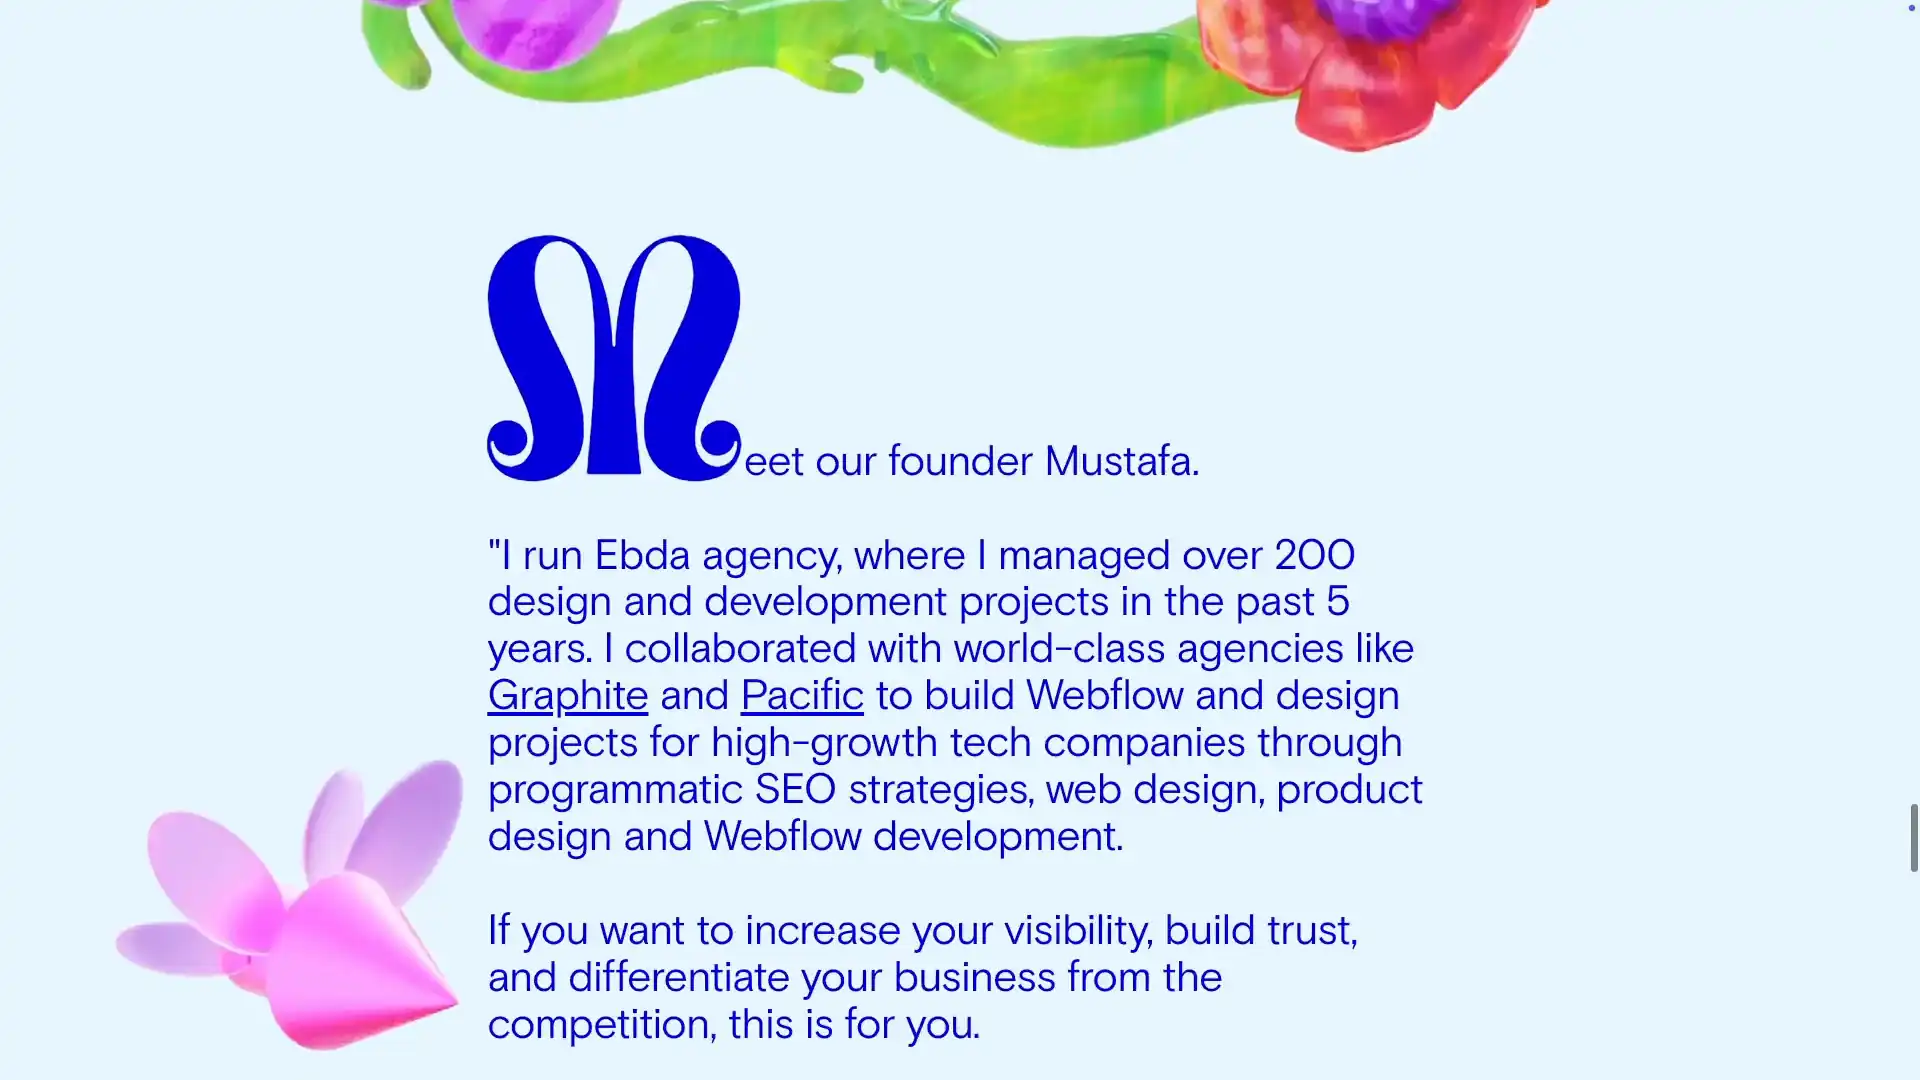 Meet our founder Mustafa.
"I run Ebda agency, where I managed over 200
design and development projects in the past 5
years. I collaborated with world-class agencies like
Graphite and Pacific to build Webflow and design
projects for high-growth tech companies through
programmatic SEO strategies, web design, product
design and Webflow development.
If you want to increase your visibility, build trust,
and differentiate your business from the
competition, this is for you.